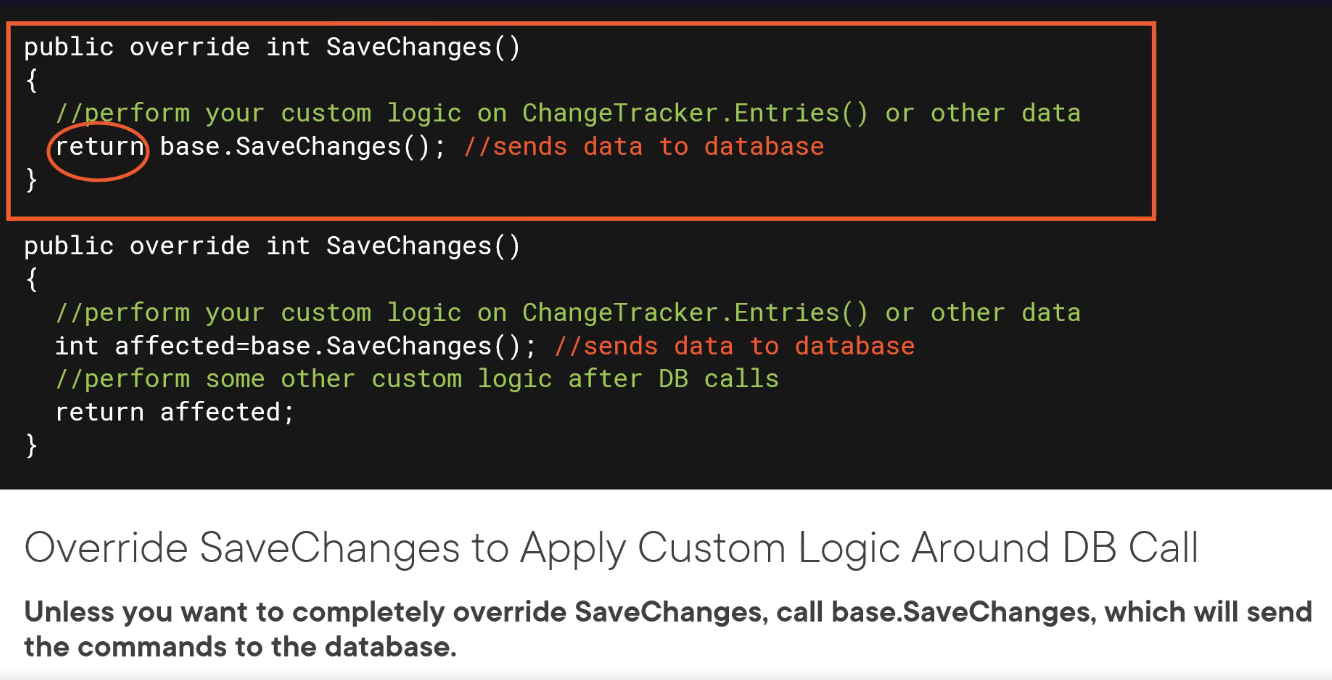 public override int SaveChanges()
{
//perform your custom logic on ChangeTracker.Entries() or other data
return base.SaveChanges(); //sends data to database
}
public override int SaveChanges()
{
//perform your custom logic on ChangeTracker.Entries() or other data
int affected=base.SaveChanges(); //sends data to database
//perform some other custom logic after DB calls
return affected;
}
Override SaveChanges to Apply Custom Logic Around DB Call
Unless you want to completely override SaveChanges, call base.SaveChanges, which will send
the commands to the database.